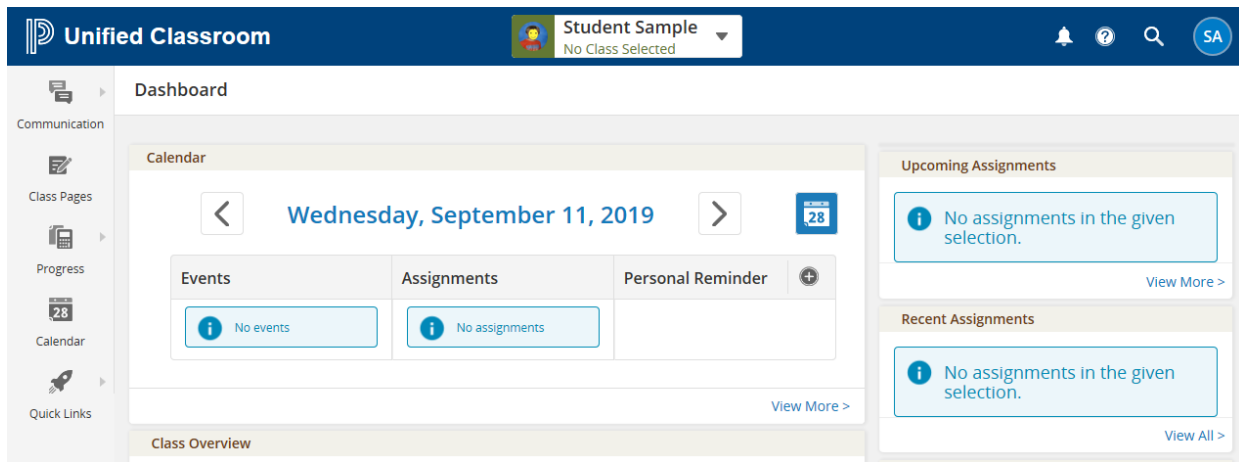 Unified Classroom
Student Sample
No Class Selected
SA
Communication
Class Pages
Progress
28
Calendar
Quick Links
Dashboard
Calendar
Wednesday, September 11, 2019
28
Events
Assignments
Personal Reminder
No events
No assignments
View More >
Class Overview
Upcoming Assignments
No assignments in the given
selection.
View More >
Recent Assignments
No assignments in the given
selection.
View All >